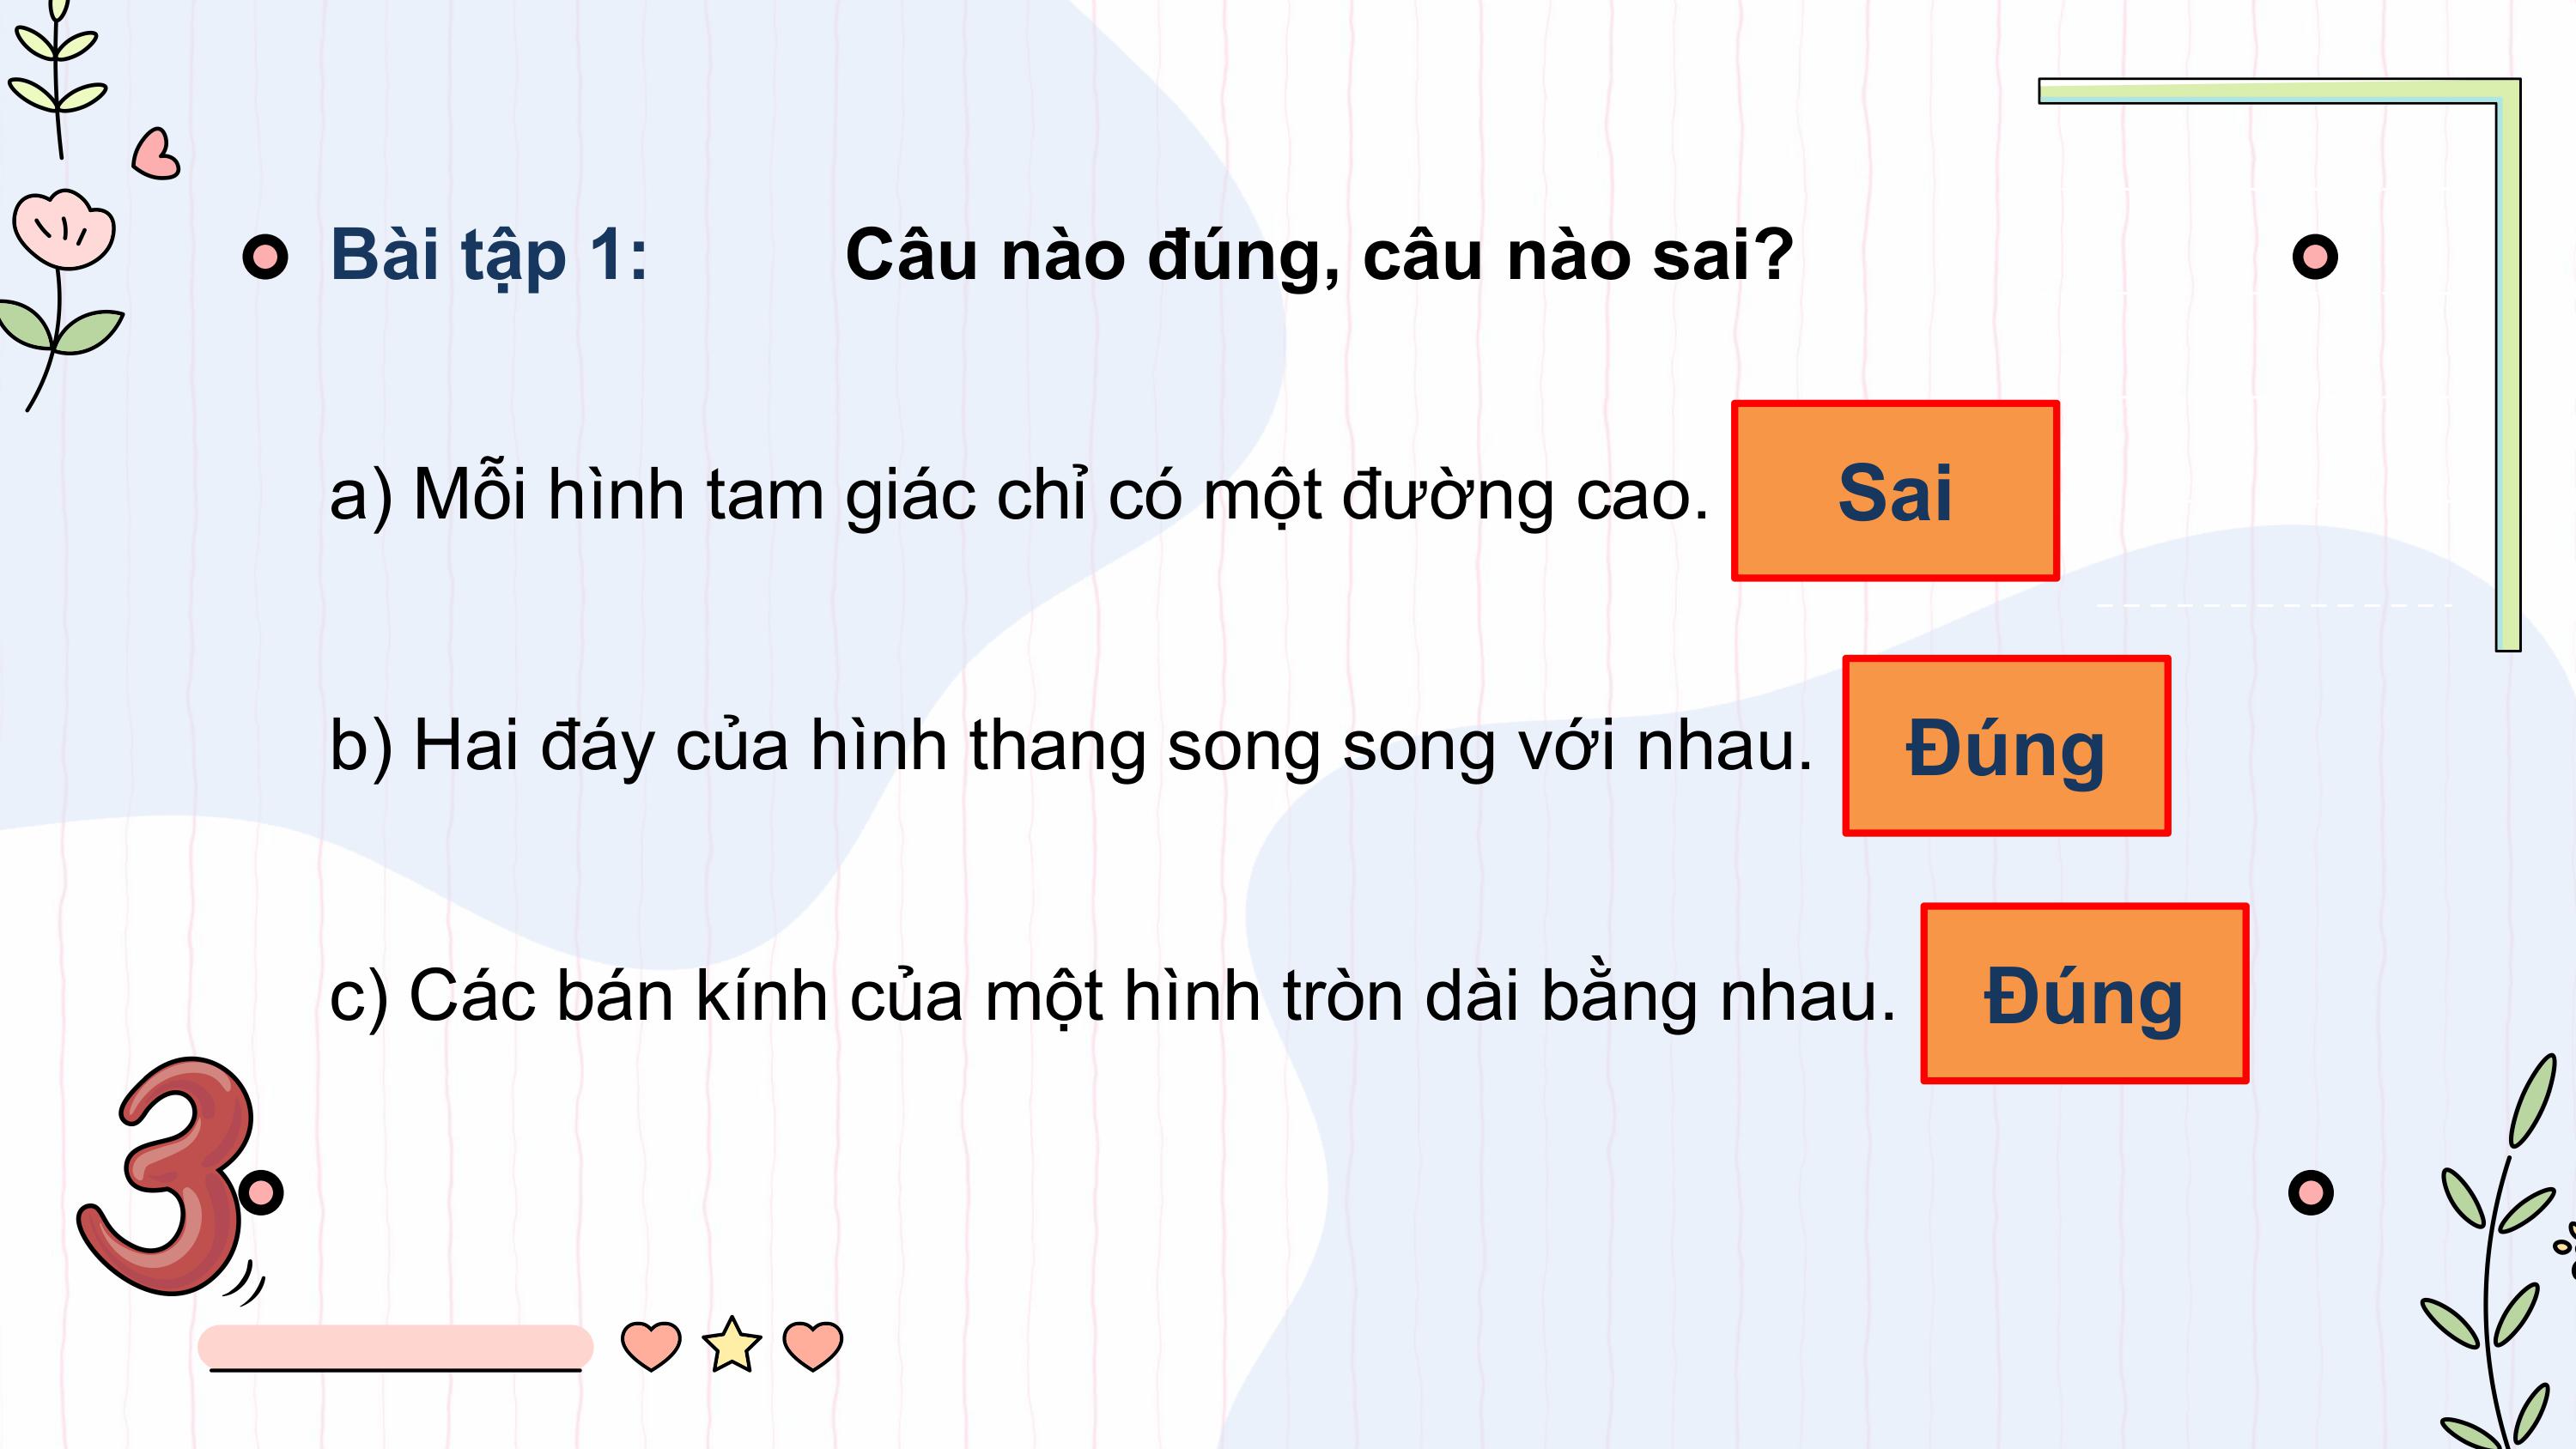 Bài tập 1: Câu nào đúng, câu nào sai?
a) Mỗi hình tam giác chỉ có một đường cao. Sai
b) Hai đáy của hình thang song song với nhau. Đúng
c) Các bán kính của một hình tròn dài bằng nhau. Đúng
3